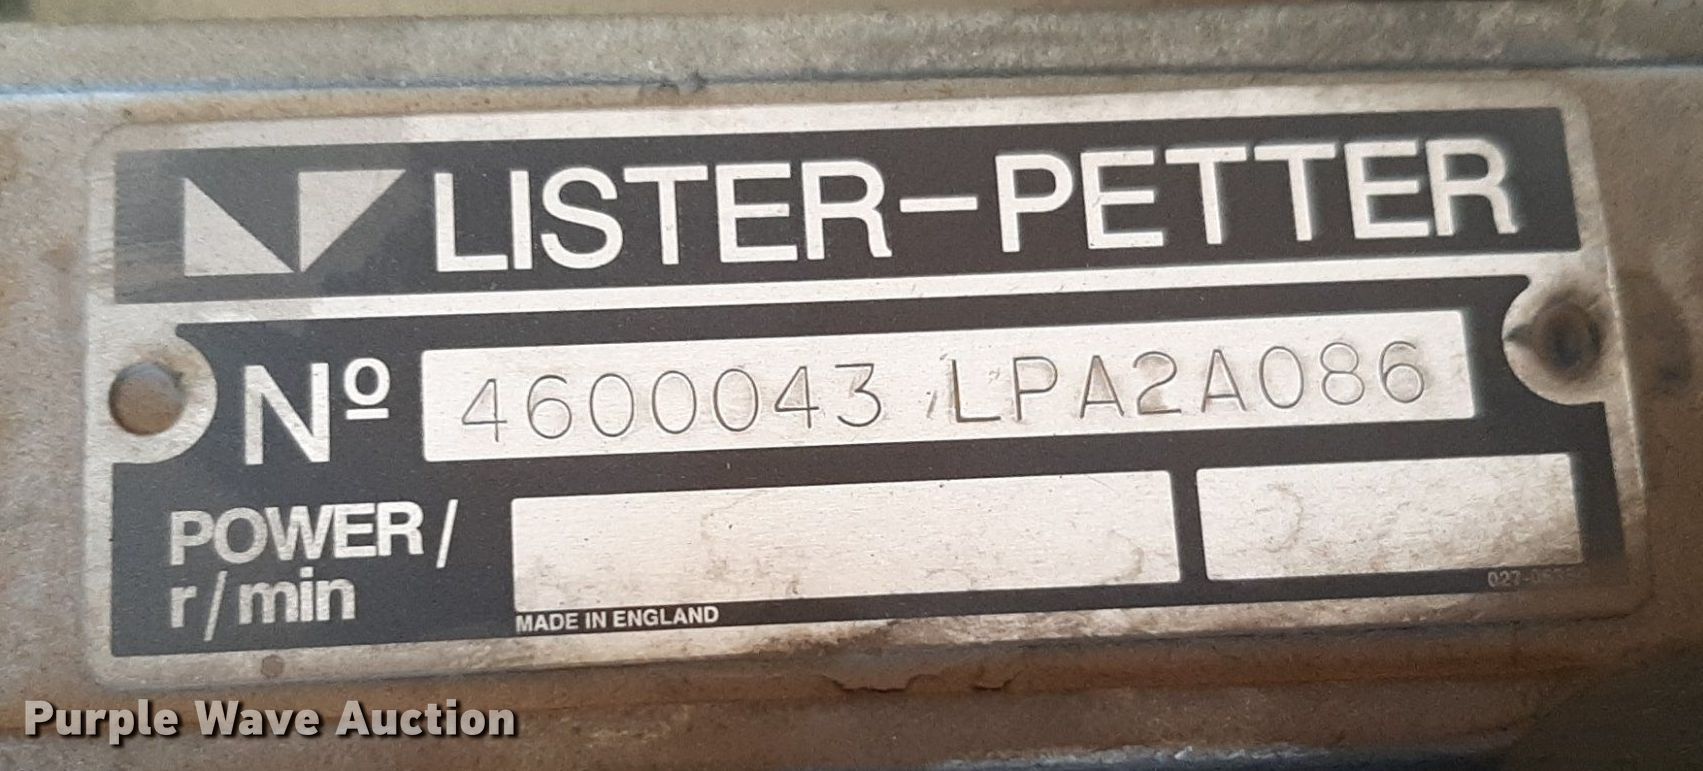 LISTER-PETTER
Nº 4600043 LPA2A086
POWER/
r/min
MADE IN ENGLAND
Purple Wave Auction